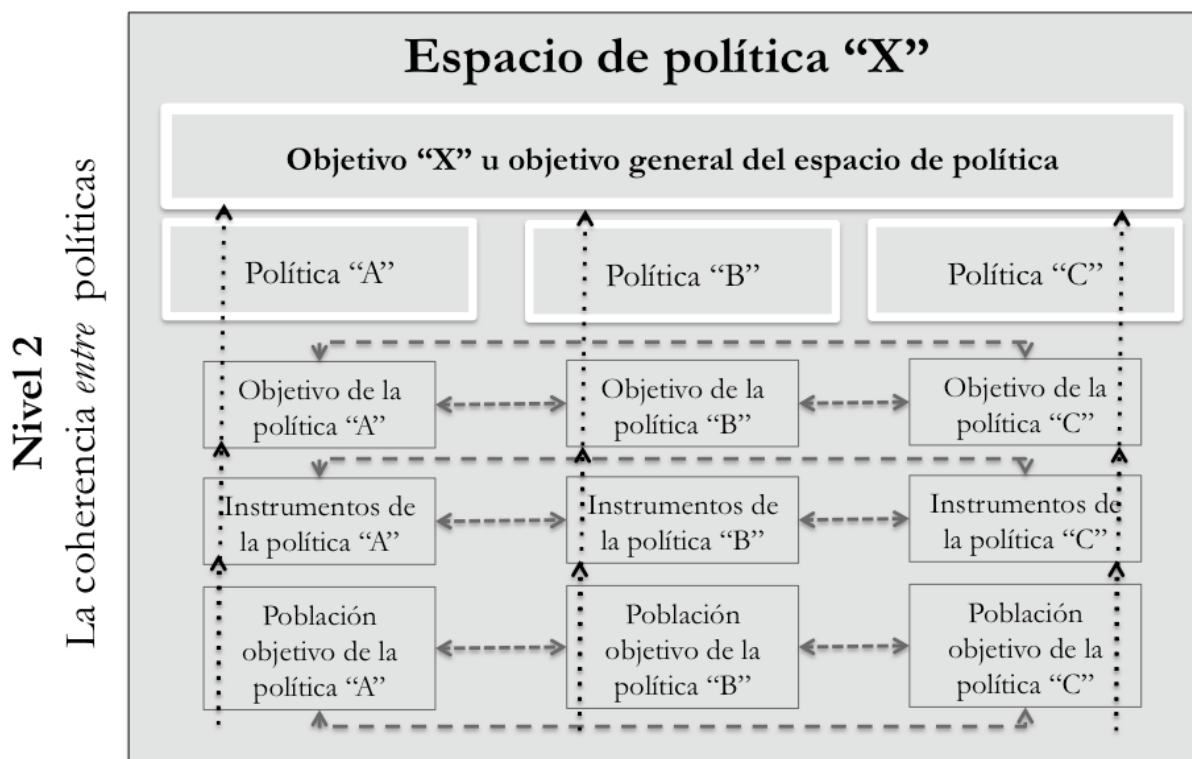 Espacio de política “X”
Objetivo “X” u objetivo general del espacio de política
Política “A”
Política “B”
Política “C”
Objetivo de la
política “A”
Objetivo de la
política “B”
Objetivo de la
política “C”
Instrumentos de
la política “A”
Instrumentos de
la política “B”
Instrumentos de
la política “C”
Población
objetivo de la
política “A”
Población
objetivo de la
política “B”
Población
objetivo de la
política “C”
Nivel 2
La coherencia entre políticas